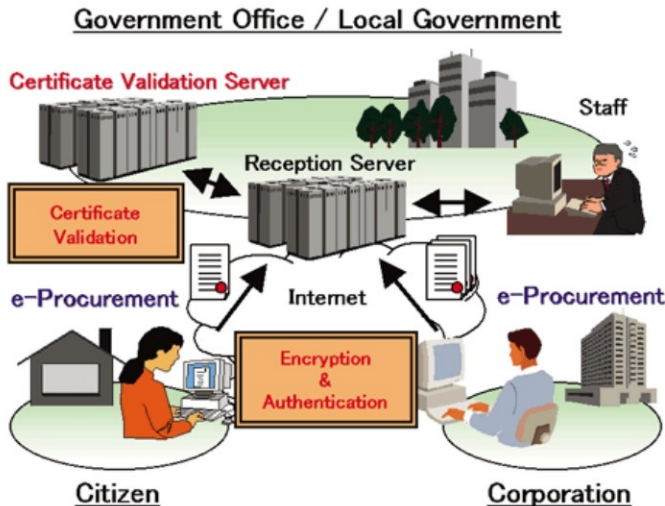 Government Office / Local Government
Certificate Validation Server
Staff
Reception Server
Certificate
Validation
e-Procurement
Internet
e-Procurement
Encryption
&
Authentication
Citizen
Corporation